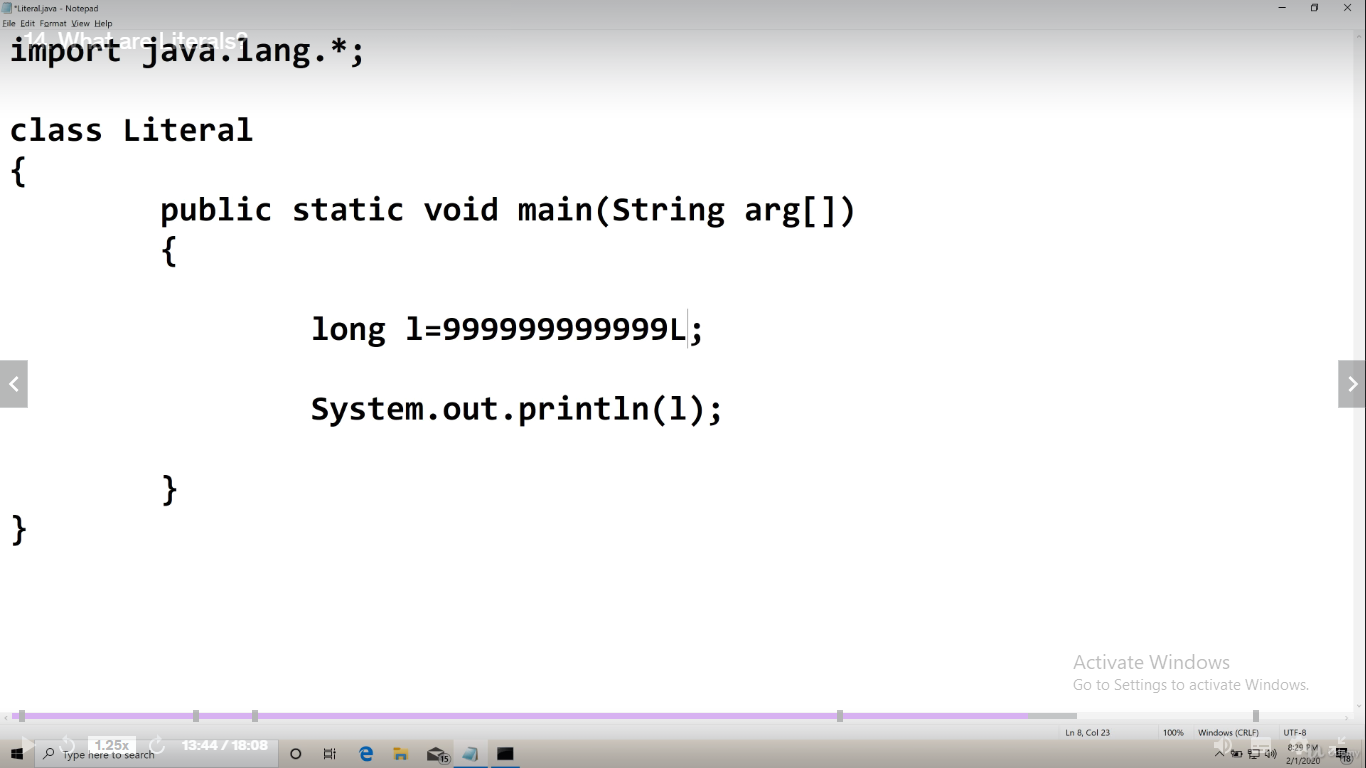 *Literal.java - Notepad
File Edit Format View Help
14. What are Literals?
import java.lang.*;
class Literal
{
public static void main(String arg[])
{
long l=999999999999L;
System.out.println(l);
}
}
Activate Windows
Go to Settings to activate Windows.
Ln 8, Col 23 100% Windows (CRLF) UTF-8
1.25x 13:44 / 18:08
Type here to search
15
8:29 PM
2/1/2020
18